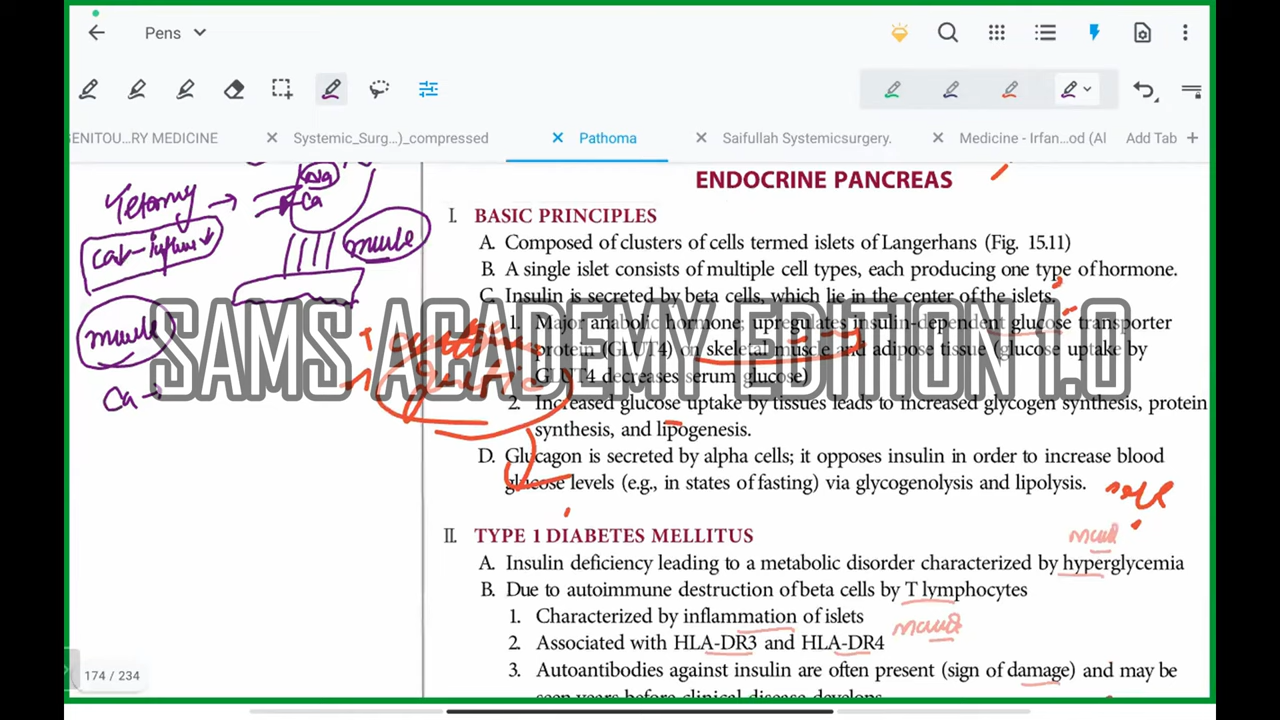 Pens
GENITOU...RY MEDICINE
Systemic_Surg...)_compressed
Pathoma
Saifullah Systemicsurgery.
Medicine - Irfan...od (Al
Add Tab
Tetany
Ca
Cat - Influx
muscle
muscle
Ca
ENDOCRINE PANCREAS
I. BASIC PRINCIPLES
A. Composed of clusters of cells termed islets of Langerhans (Fig. 15.11)
B. A single islet consists of multiple cell types, each producing one type of hormone.
C. Insulin is secreted by beta cells, which lie in the center of the islets.
1. Major anabolic hormone; upregulates insulin-dependent glucose transporter
protein (GLUT4) on skeletal muscle and adipose tissue (glucose uptake by
GLUT4 decreases serum glucose)
2. Increased glucose uptake by tissues leads to increased glycogen synthesis, protein
synthesis, and lipogenesis.
D. Glucagon is secreted by alpha cells; it opposes insulin in order to increase blood
glucose levels (e.g., in states of fasting) via glycogenolysis and lipolysis.
II. TYPE 1 DIABETES MELLITUS
A. Insulin deficiency leading to a metabolic disorder characterized by hyperglycemia
B. Due to autoimmune destruction of beta cells by T lymphocytes
1. Characterized by inflammation of islets
2. Associated with HLA-DR3 and HLA-DR4
3. Autoantibodies against insulin are often present (sign of damage) and may be
seen years before clinical disease develops
SAMS ACADEMY EDITION 1.0
174 / 234